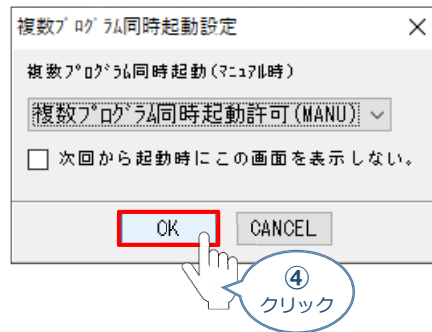 複数ﾌﾟﾛｸﾞﾗﾑ同時起動設定
複数ﾌﾟﾛｸﾞﾗﾑ同時起動(ﾏﾆｭｱﾙ時)
複数ﾌﾟﾛｸﾞﾗﾑ同時起動許可(MANU)
次回から起動時にこの画面を表示しない。
OK CANCEL
④
クリック